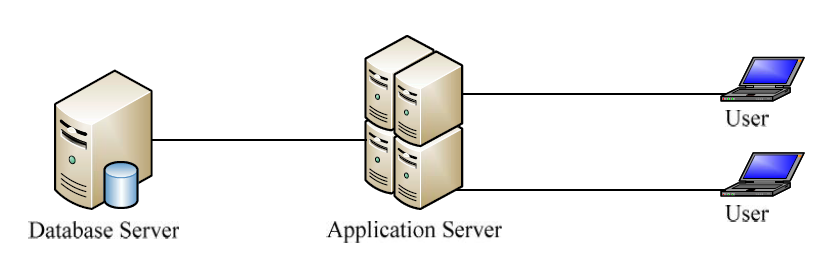 User
User
Database Server
Application Server